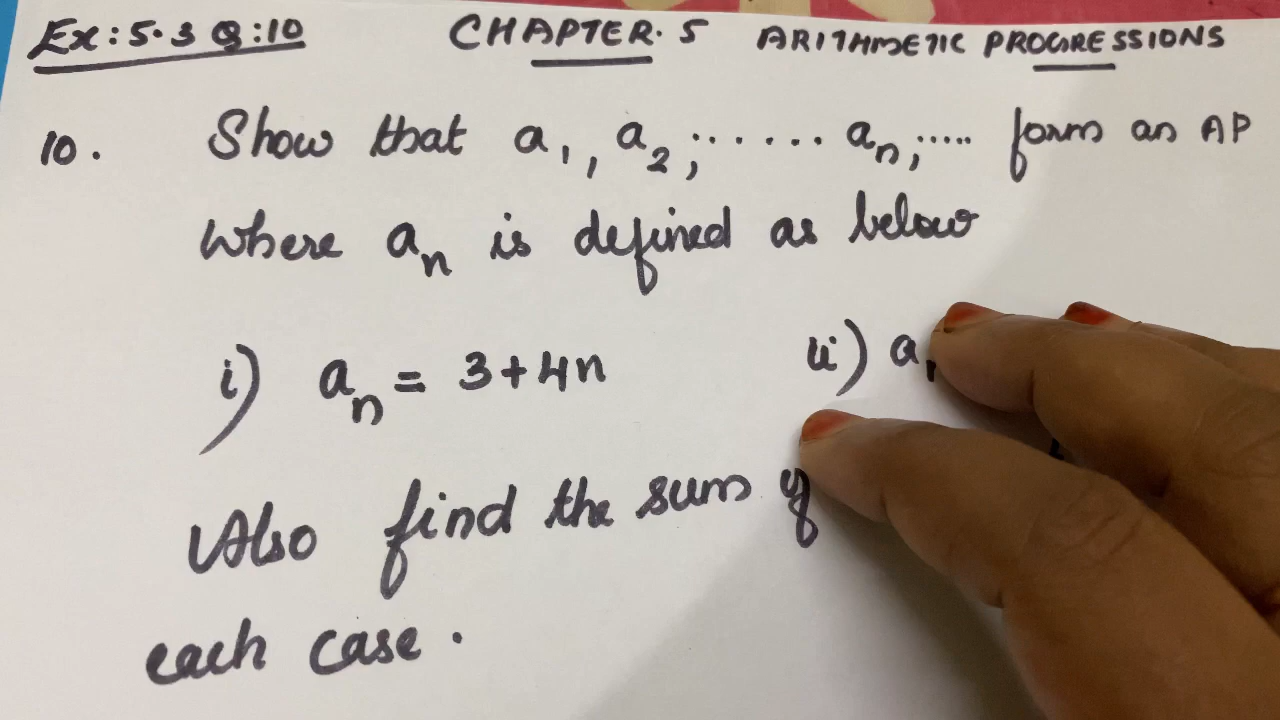 Ex: 5.3 Q:10 CHAPTER. 5 ARITHMETIC PROGRESSIONS
10. Show that a₁, a₂, ...... aₙ, ..... form an AP
where aₙ is defined as below
i) aₙ = 3+4n ii) a
Also find the sum of
each case.